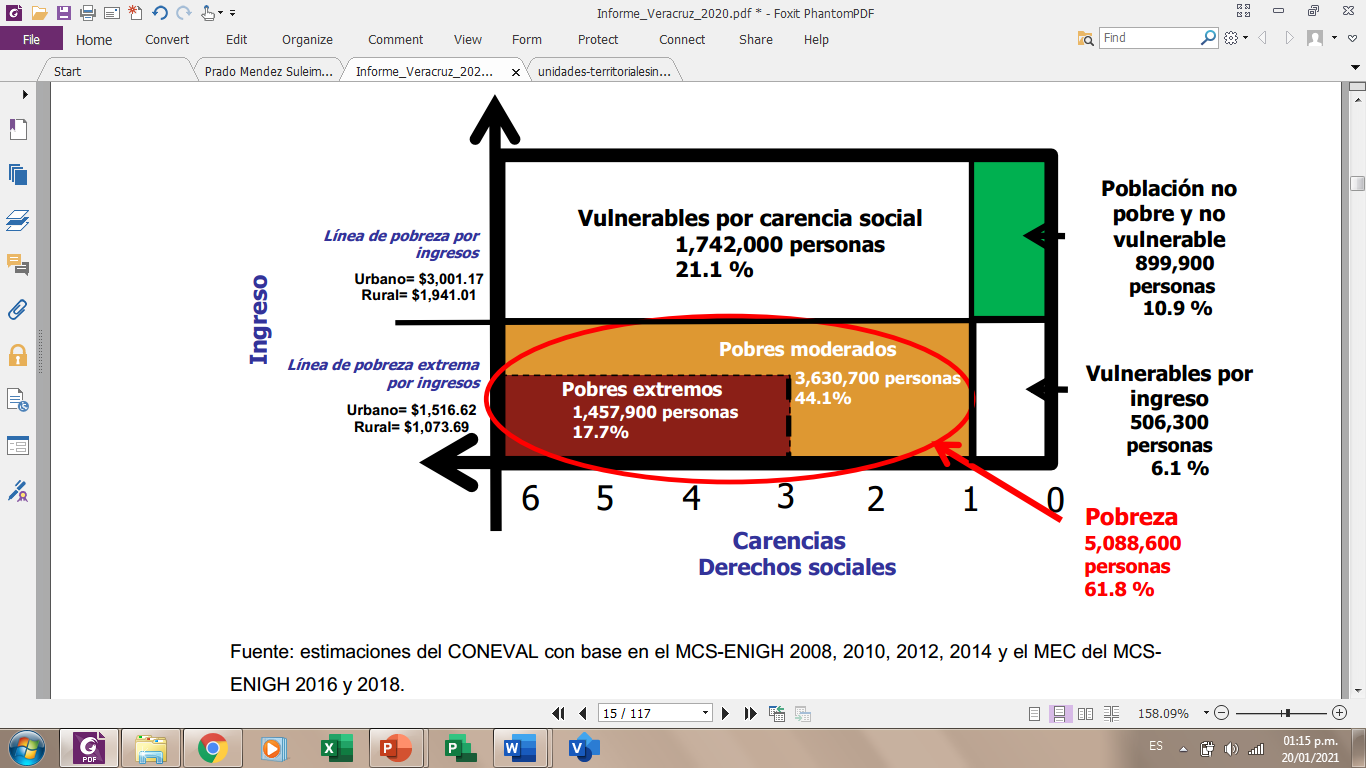 Informe_Veracruz_2020.pdf * - Foxit PhantomPDF
File Home Convert Edit Organize Comment View Form Protect Connect Share Help
Find
Start
Prado Mendez Suleim...
Informe_Veracruz_202...
unidades-territorialesin...
Ingreso
Línea de pobreza por
ingresos
Urbano= $3,001.17
Rural= $1,941.01
Línea de pobreza extrema
por ingresos
Urbano= $1,516.62
Rural= $1,073.69
Vulnerables por carencia social
1,742,000 personas
21.1 %
Pobres moderados
3,630,700 personas
44.1%
Pobres extremos
1,457,900 personas
17.7%
Población no
pobre y no
vulnerable
899,900
personas
10.9 %
Vulnerables por
ingreso
506,300
personas
6.1 %
6 5 4 3 2 1 0
Carencias
Derechos sociales
Pobreza
5,088,600
personas
61.8 %
Fuente: estimaciones del CONEVAL con base en el MCS-ENIGH 2008, 2010, 2012, 2014 y el MEC del MCS-
ENIGH 2016 y 2018.
15 / 117
158.09%
PDF
ES
01:15 p.m.
20/01/2021